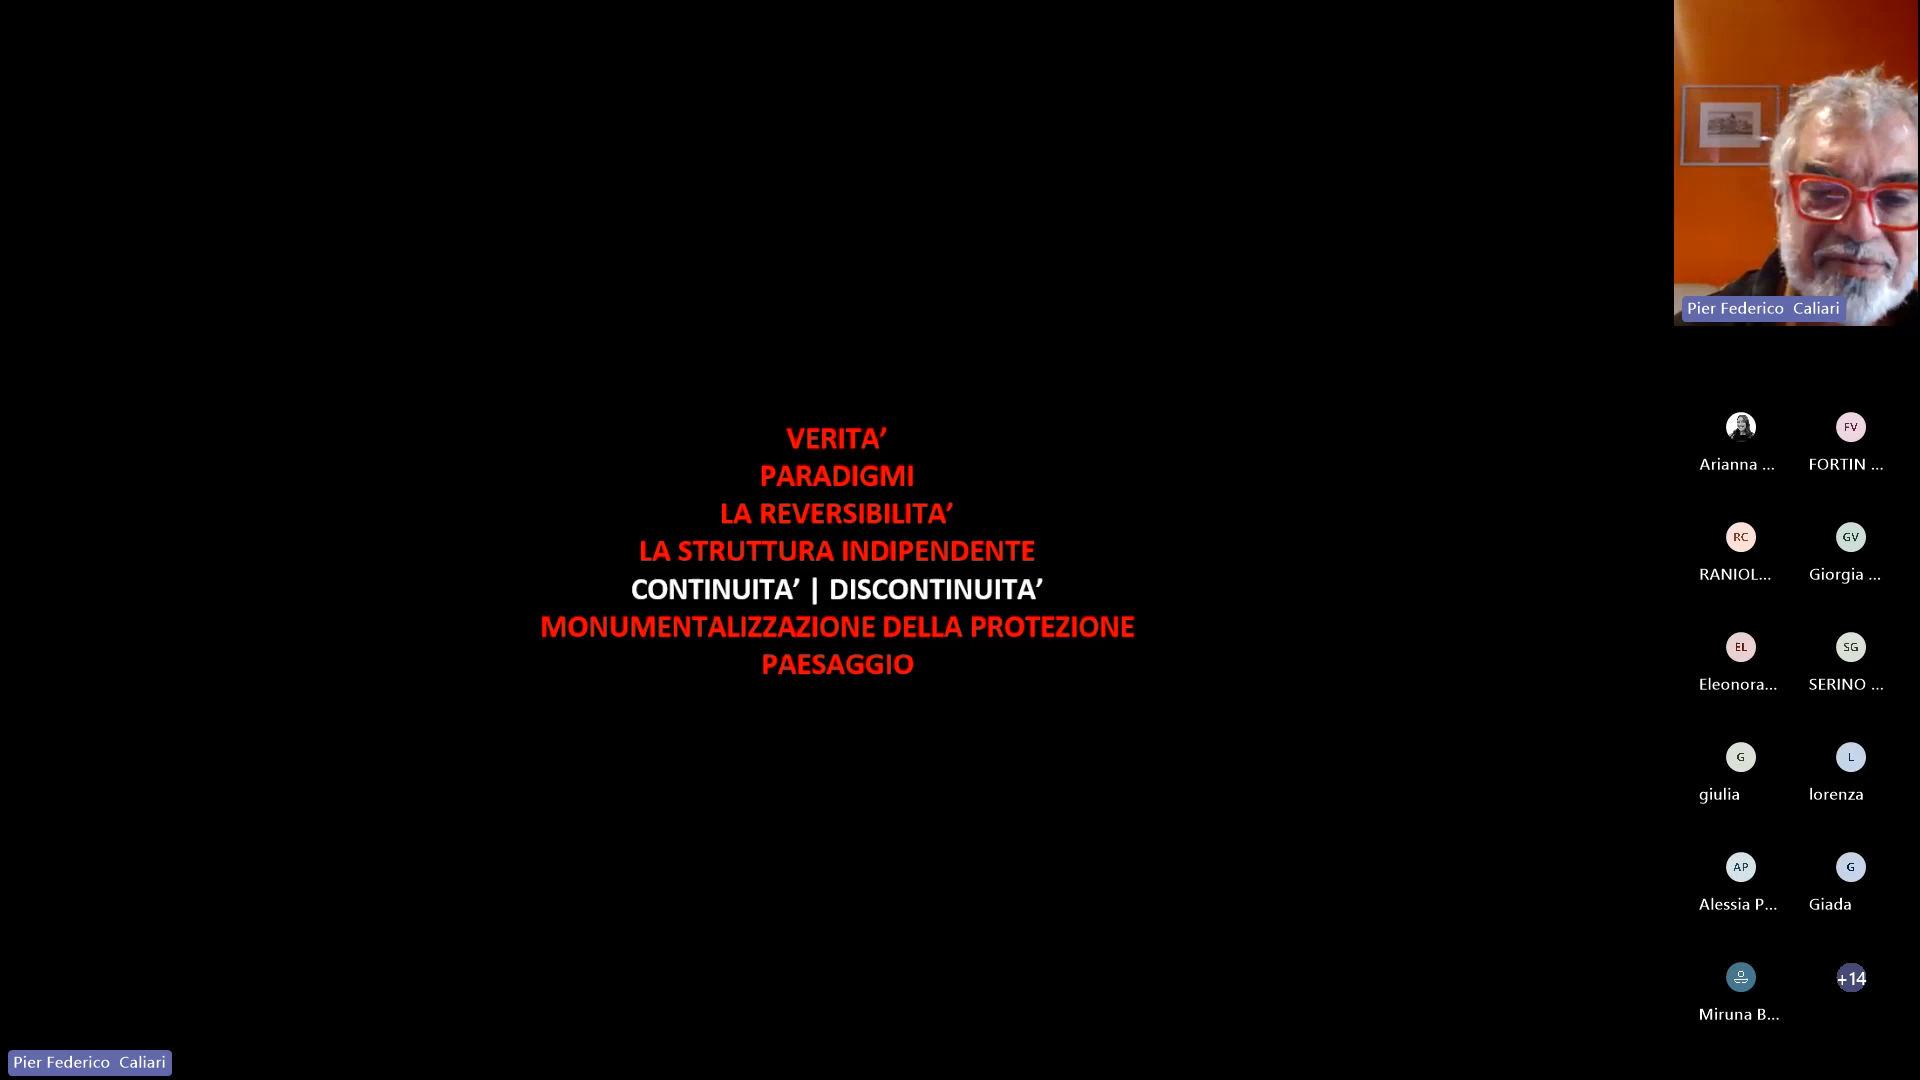 VERITA’
PARADIGMI
LA REVERSIBILITA’
LA STRUTTURA INDIPENDENTE
CONTINUITA’ | DISCONTINUITA’
MONUMENTALIZZAZIONE DELLA PROTEZIONE
PAESAGGIO
Pier Federico Caliari
Arianna ...
FV
FORTIN ...
RC
RANIOL...
GV
Giorgia ...
EL
Eleonora...
SG
SERINO ...
G
giulia
L
lorenza
AP
Alessia P...
G
Giada
Miruna B...
+14
Pier Federico Caliari